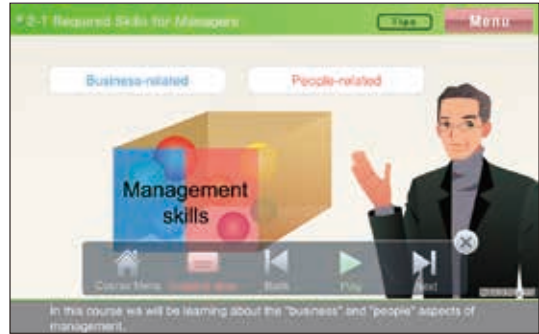 2-1 Required Skills for Managers
Tips
Menu
Business-related
People-related
Management
skills
Course Menu
Back
Play
Next
In this course we will be learning about the "business" and "people" aspects of
management.